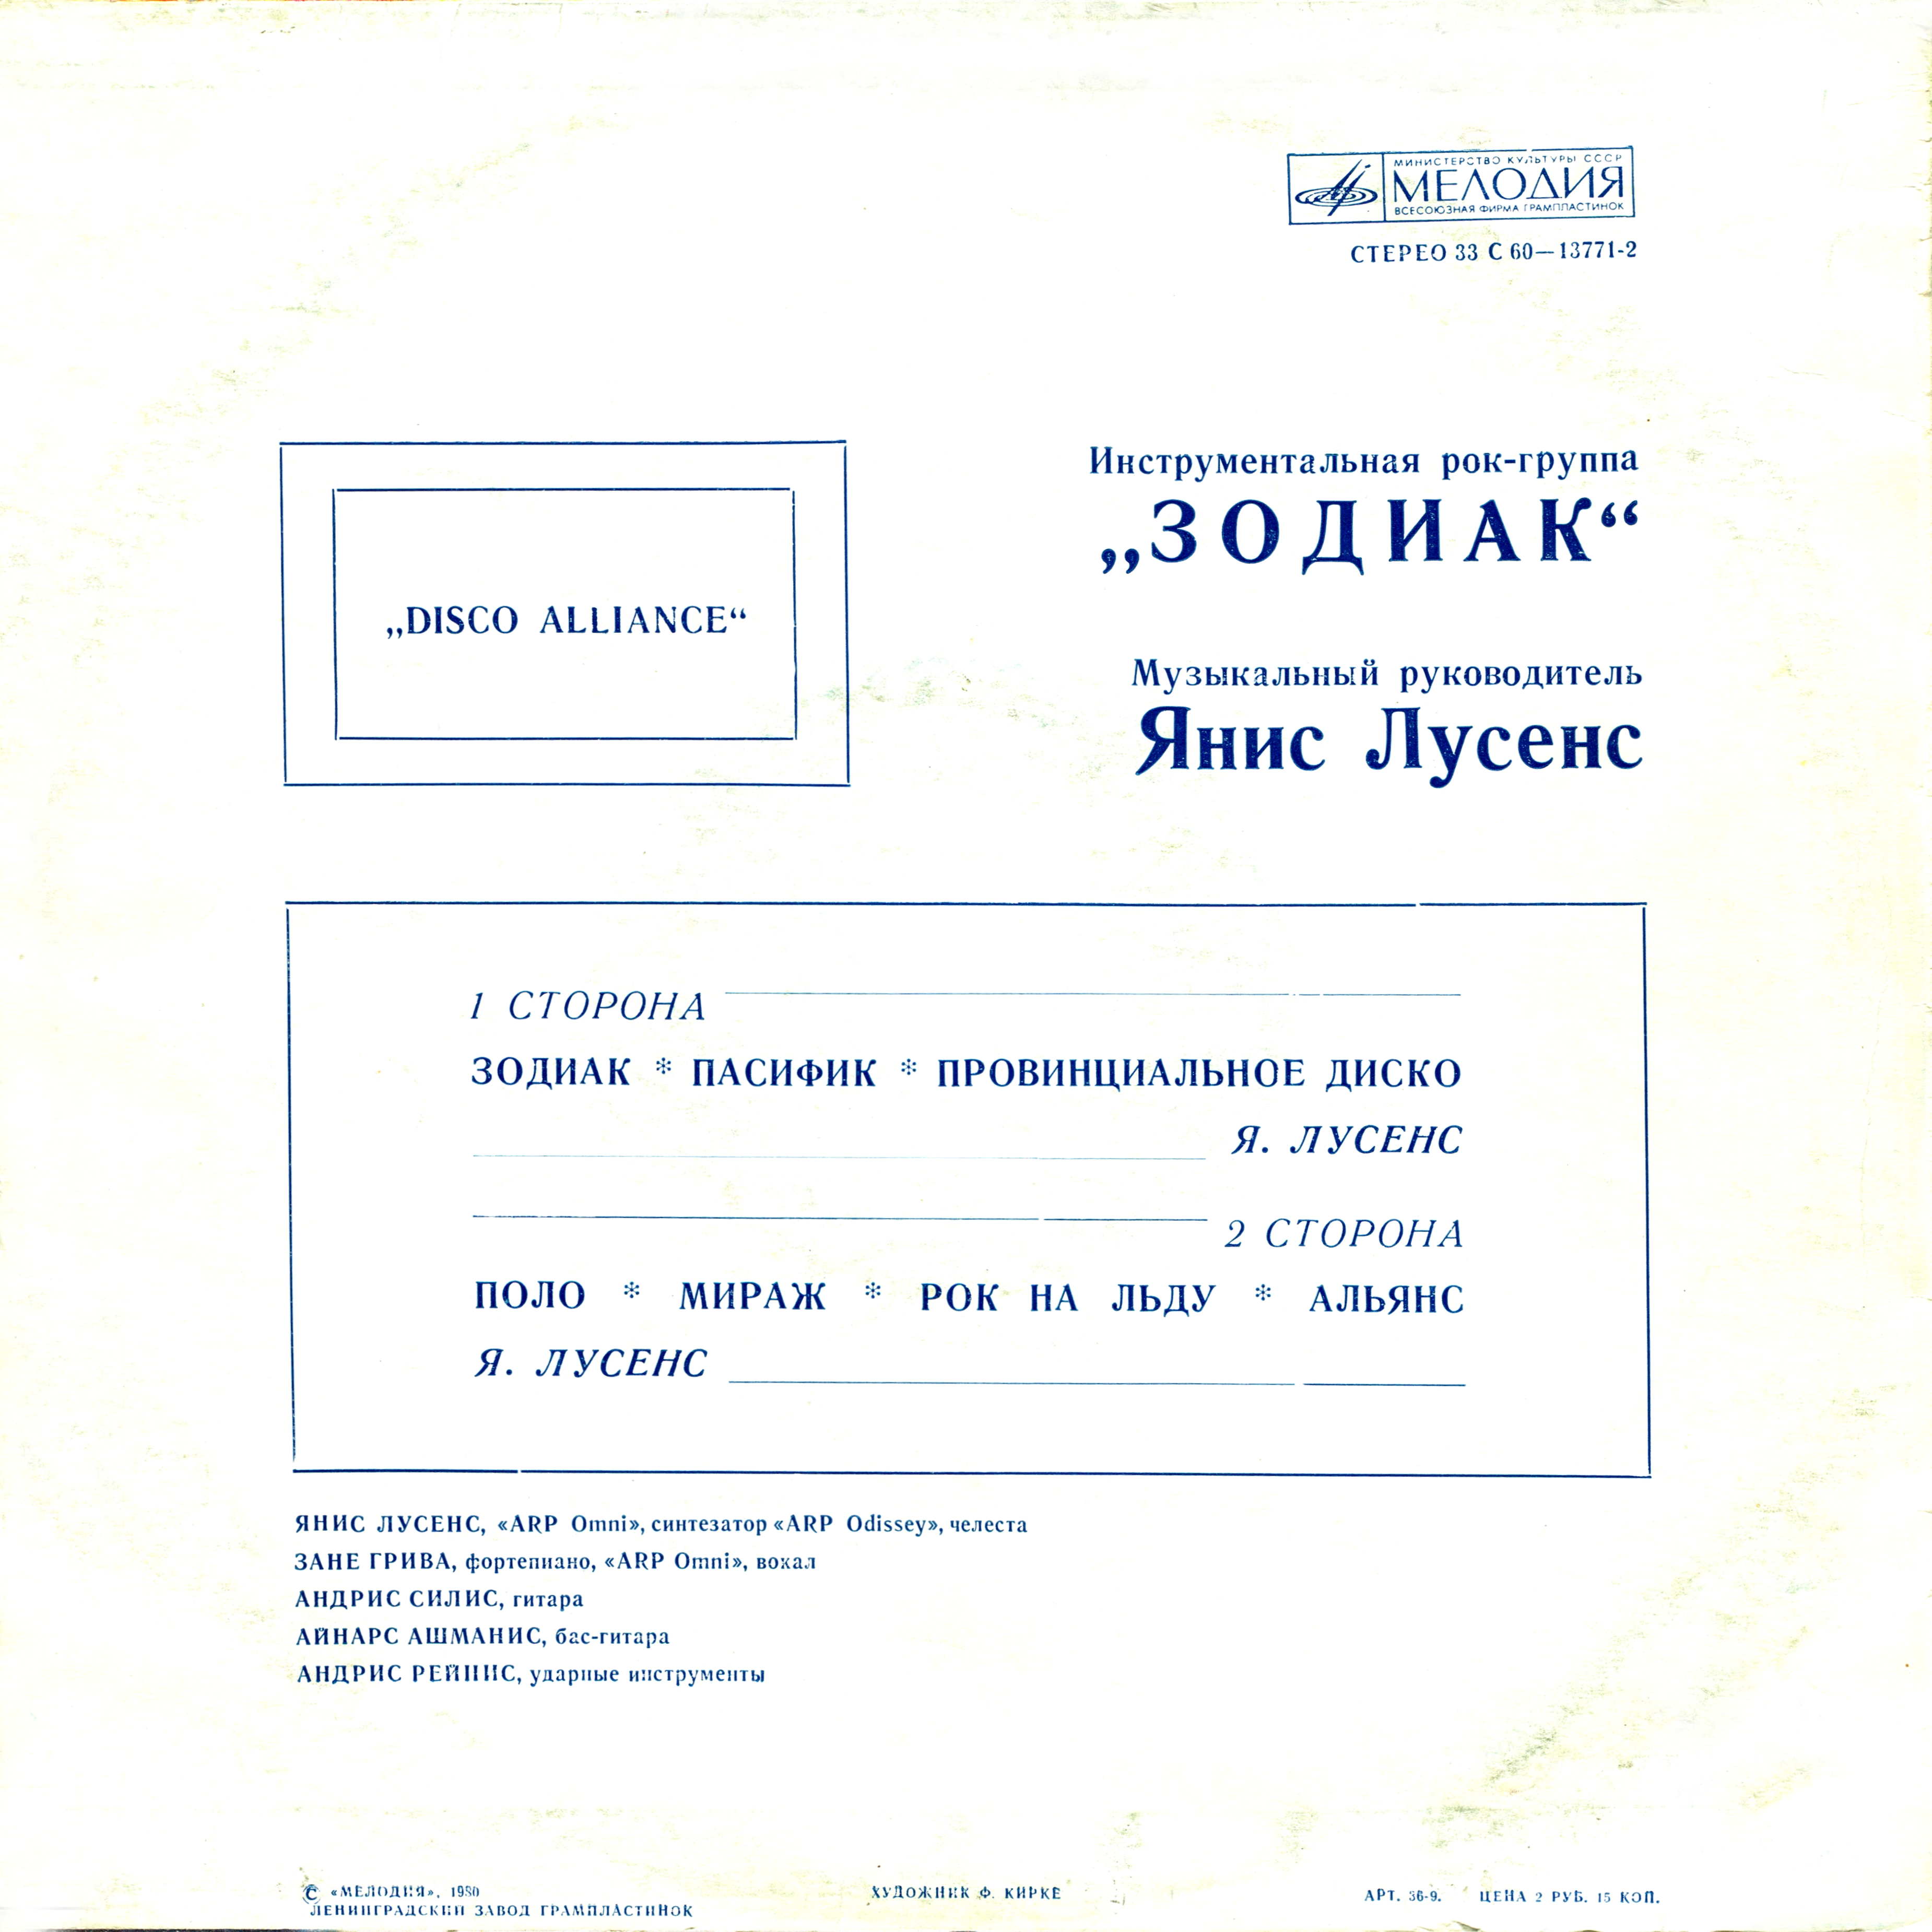 МИНИСТЕРСТВО КУЛЬТУРЫ СССР
МЕЛОДИЯ
ВСЕСОЮЗНАЯ ФИРМА ГРАМПЛАСТИНОК
СТЕРЕО 33 С 60—13771-2
Инструментальная рок-группа
„ЗОДИАК“
„DISCO ALLIANCE“
Музыкальный руководитель
Янис Лусенс
1 СТОРОНА
ЗОДИАК * ПАСИФИК * ПРОВИНЦИАЛЬНОЕ ДИСКО
Я. ЛУСЕНС
2 СТОРОНА
ПОЛО * МИРАЖ * РОК НА ЛЬДУ * АЛЬЯНС
Я. ЛУСЕНС
ЯНИС ЛУСЕНС, «ARP Omni», синтезатор «ARP Odissey», челеста
ЗАНЕ ГРИВА, фортепиано, «ARP Omni», вокал
АНДРИС СИЛИС, гитара
АЙНАРС АШМАНИС, бас-гитара
АНДРИС РЕЙНИС, ударные инструменты
© «МЕЛОДИЯ», 1980
ЛЕНИНГРАДСКИЙ ЗАВОД ГРАМПЛАСТИНОК
ХУДОЖНИК Ф. КИРКЕ
АРТ. 36-9. ЦЕНА 2 РУБ. 15 КОП.